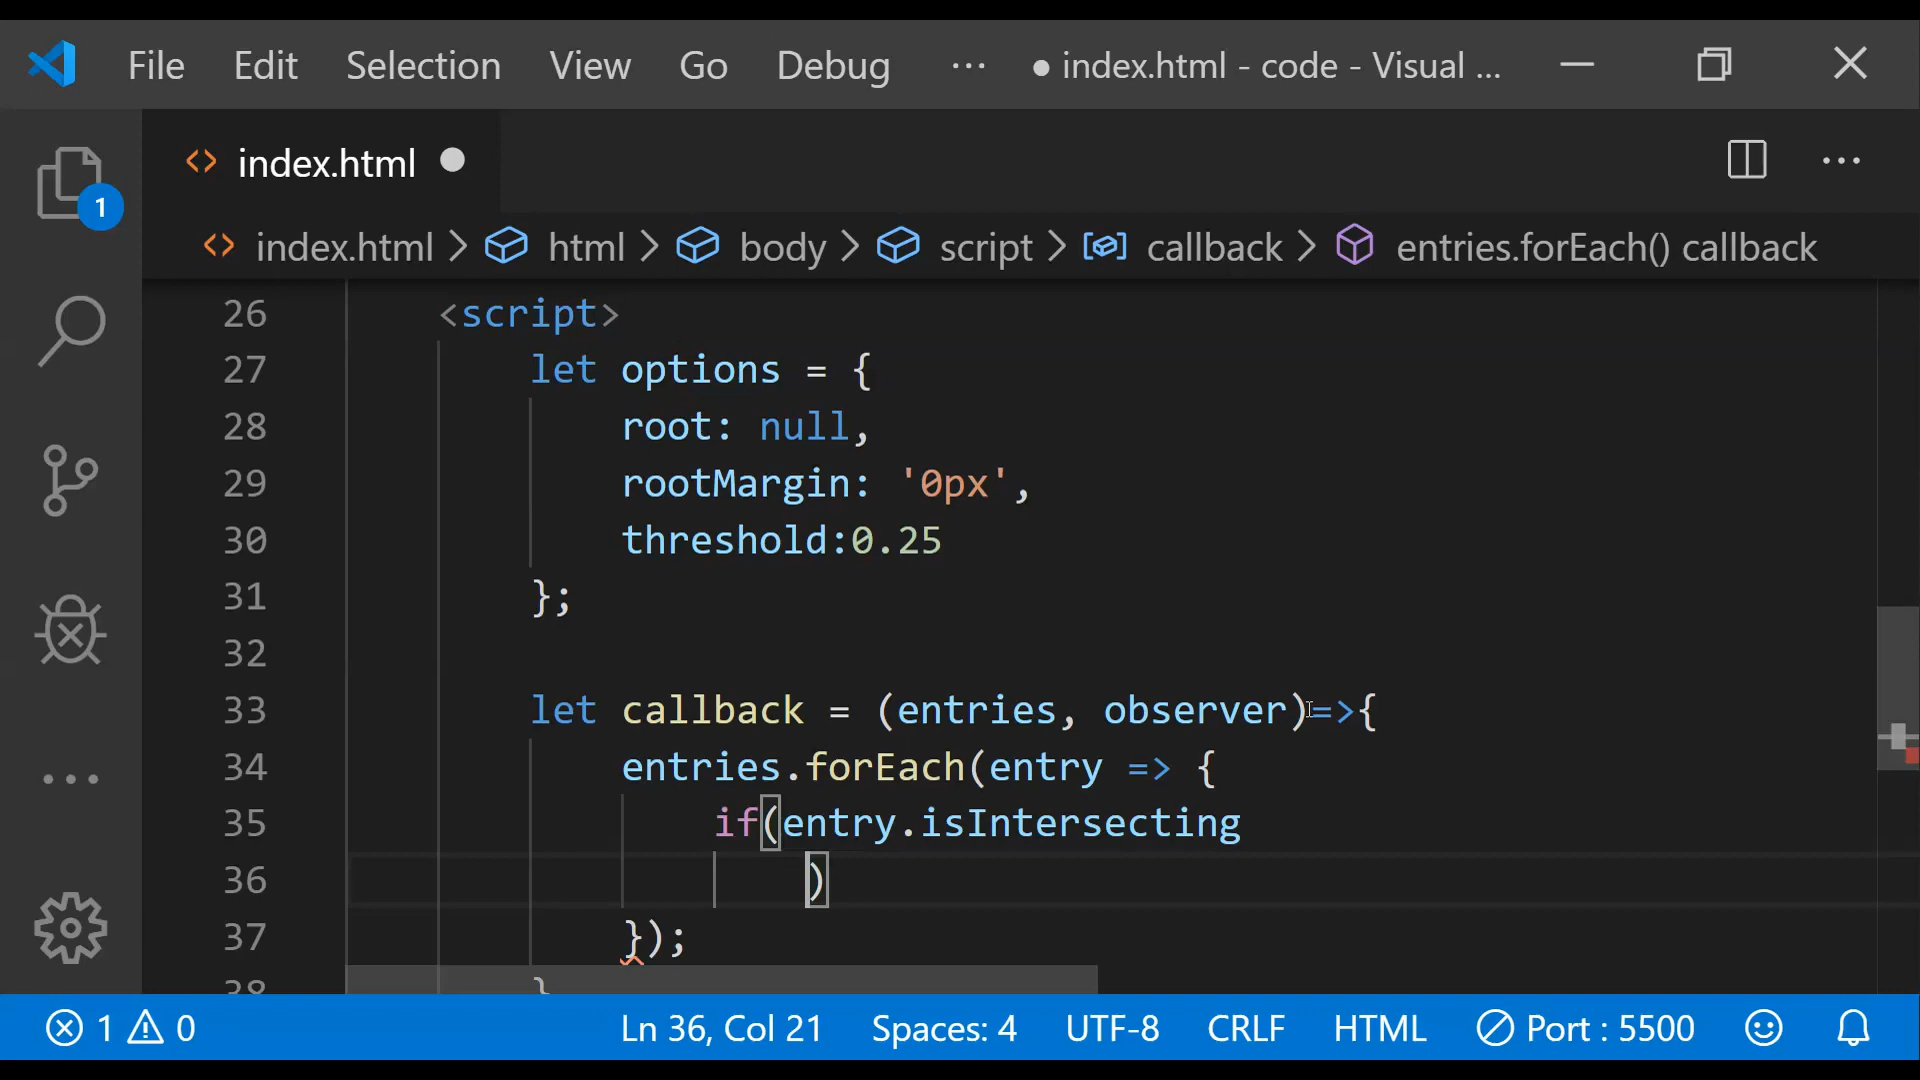 File Edit Selection View Go Debug ··· ● index.html - code - Visual ...
index.html
1
index.html > html > body > script > callback > entries.forEach() callback
26 <script>
27 let options = {
28 root: null,
29 rootMargin: '0px',
30 threshold:0.25
31 };
32
33 let callback = (entries, observer)=>{
34 entries.forEach(entry => {
35 if(entry.isIntersecting
36 )
37 });
38 }
1 0 Ln 36, Col 21 Spaces: 4 UTF-8 CRLF HTML Port : 5500